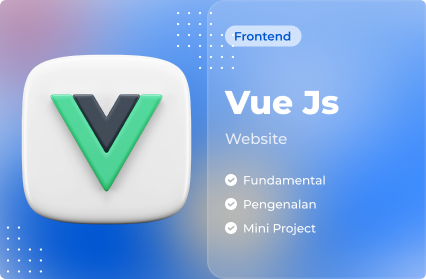 Frontend
Vue Js
Website
Fundamental
Pengenalan
Mini Project